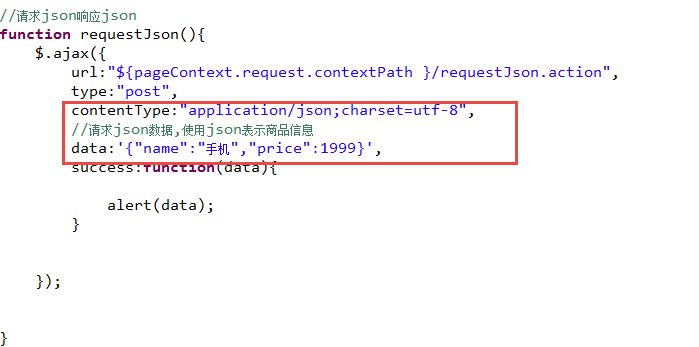 //请求json响应json
function requestJson(){
$.ajax({
url:"${pageContext.request.contextPath }/requestJson.action",
type:"post",
contentType:"application/json;charset=utf-8",
//请求json数据,使用json表示商品信息
data:'{"name":"手机","price":1999}',
success:function(data){
alert(data);
}
});
}